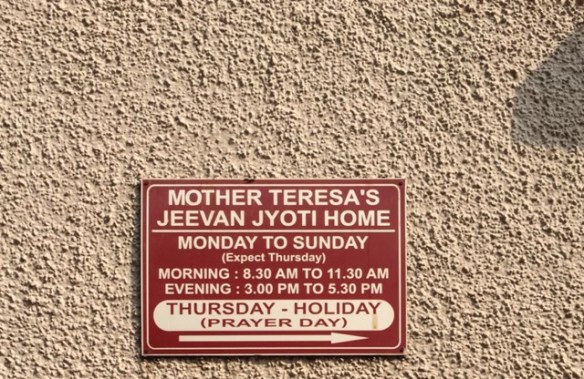 MOTHER TERESA'S
JEEVAN JYOTI HOME
MONDAY TO SUNDAY
(Expect Thursday)
MORNING : 8.30 AM TO 11.30 AM
EVENING : 3.00 PM TO 5.30 PM
THURSDAY - HOLIDAY
(PRAYER DAY)